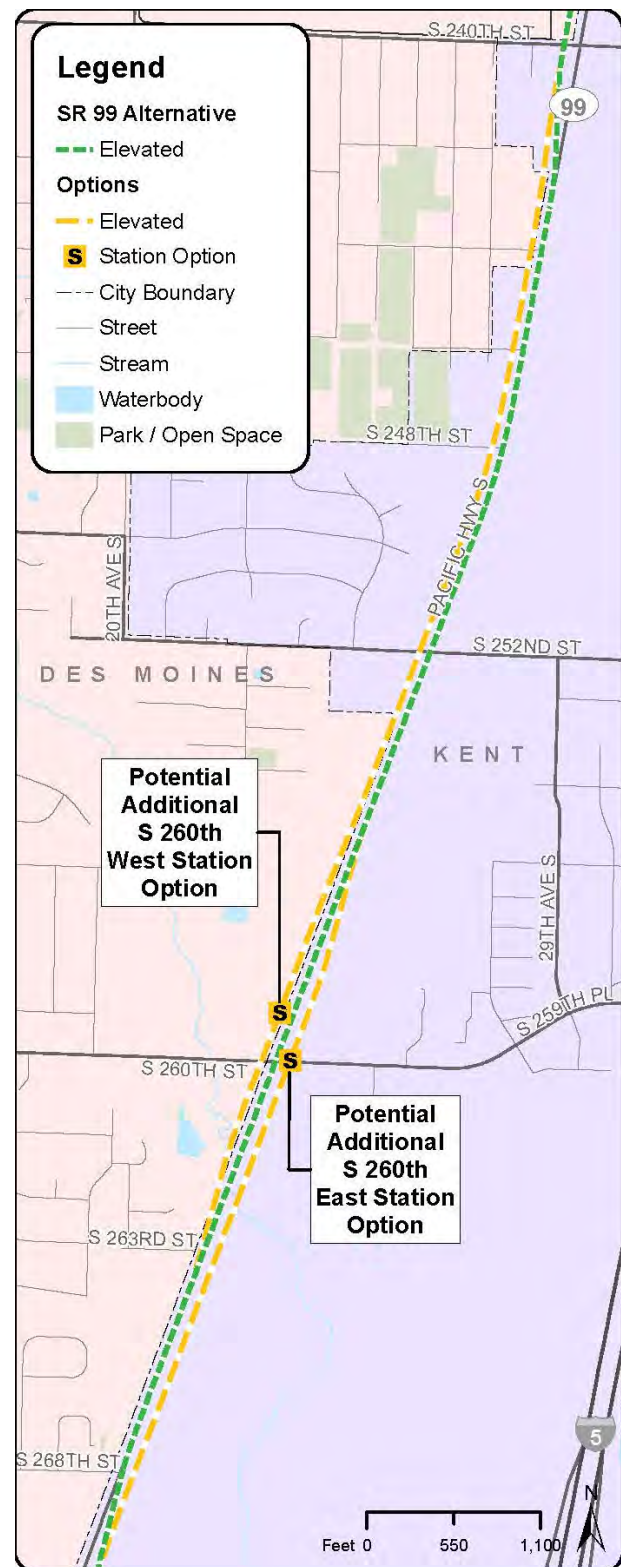 S 240TH ST
Legend
SR 99 Alternative
Elevated
Options
Elevated
S Station Option
City Boundary
Street
Stream
Waterbody
Park / Open Space
99
S 248TH ST
PACIFIC HWY S
20TH AVE S
S 252ND ST
DES MOINES
KENT
Potential
Additional
S 260th
West Station
Option
29TH AVE S
S
S 259TH PL
S
S 260TH ST
Potential
Additional
S 260th
East Station
Option
S 263RD ST
5
S 268TH ST
N
Feet 0 550 1,100